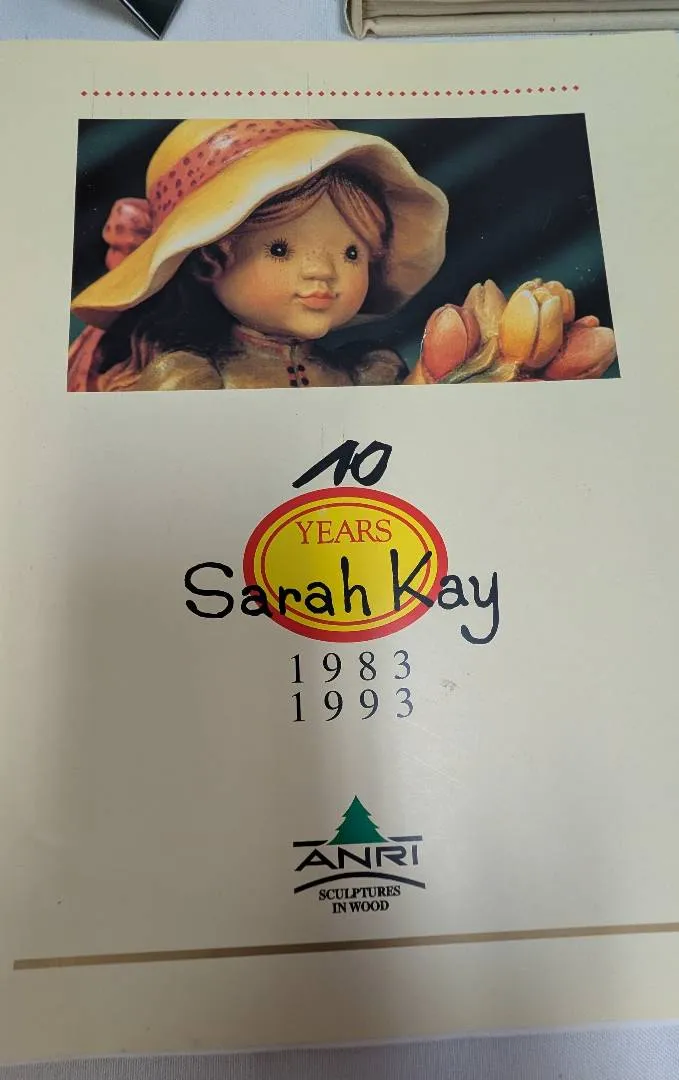 10
YEARS
Sarah Kay
1983
1993
ANRI
SCULPTURES
IN WOOD